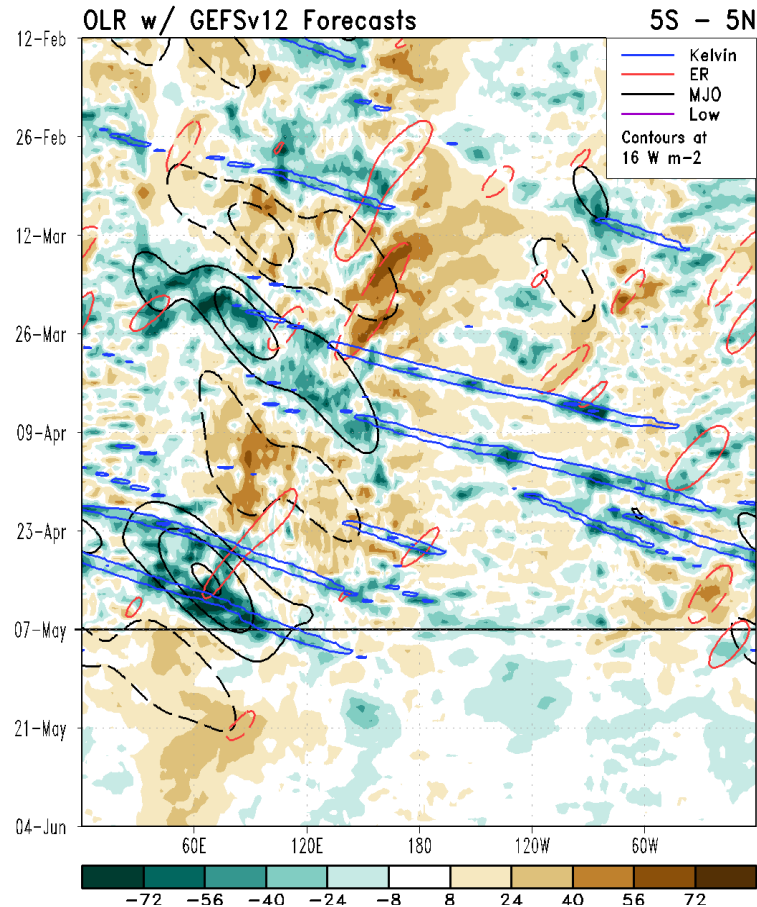 OLR w/ GEFSv12 Forecasts 5S - 5N
Kelvin
ER
MJO
Low
Contours at
16 W m-2
12-Feb
26-Feb
12-Mar
26-Mar
09-Apr
23-Apr
07-May
21-May
04-Jun
60E 120E 180 120W 60W
-72 -56 -40 -24 -8 8 24 40 56 72